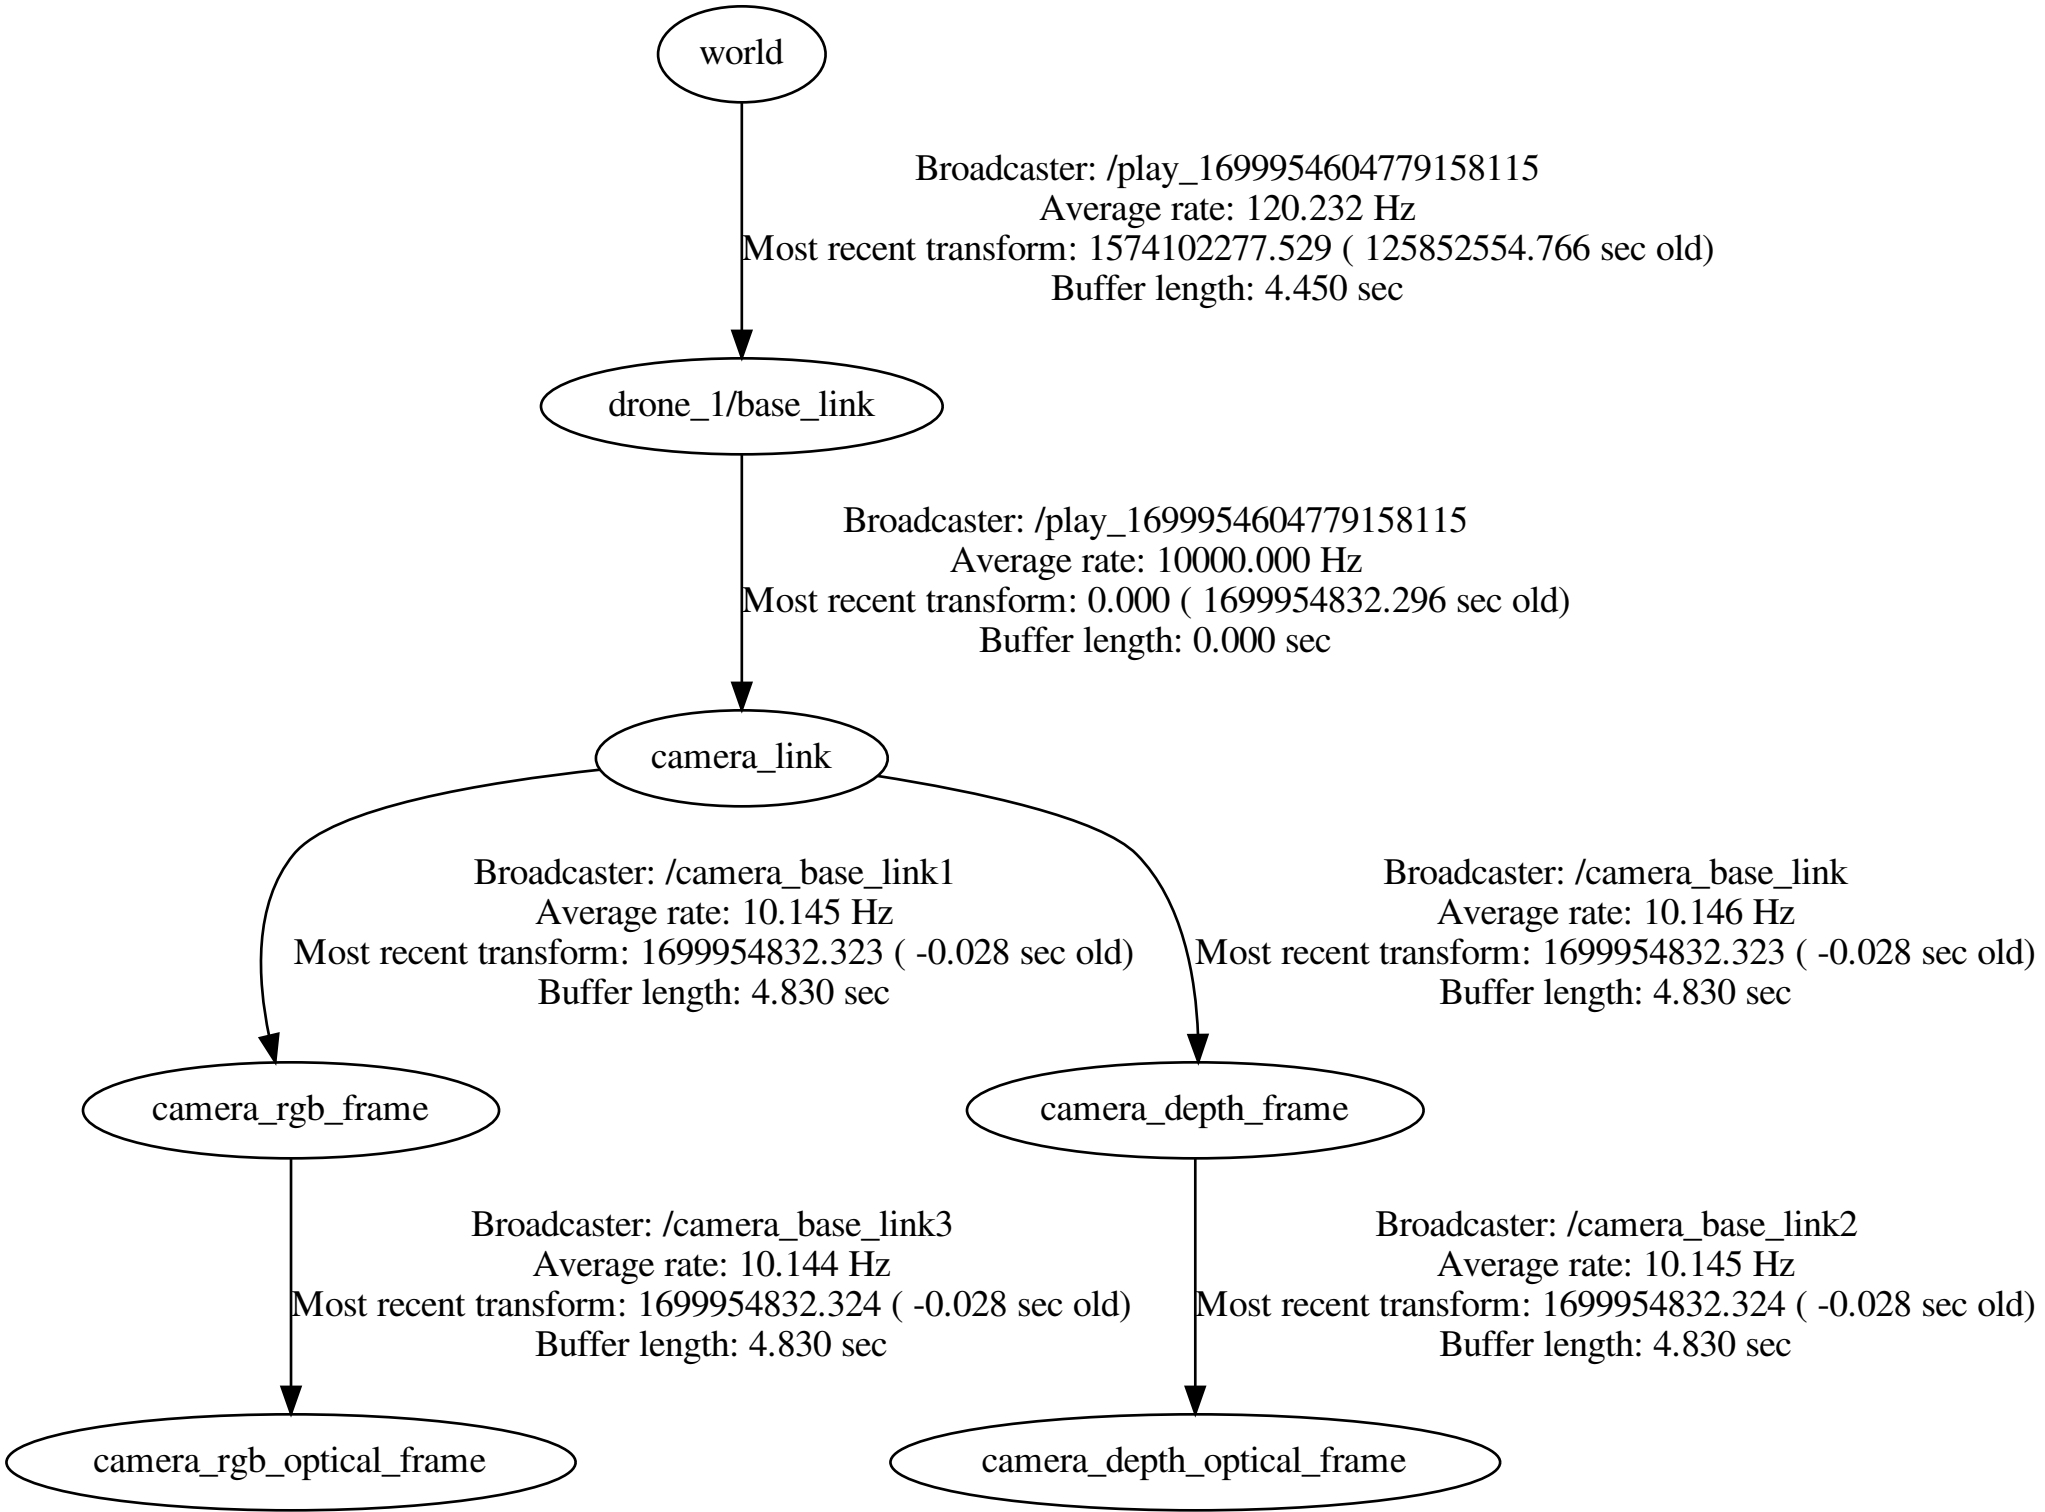 world
Broadcaster: /play_1699954604779158115
Average rate: 120.232 Hz
Most recent transform: 1574102277.529 ( 125852554.766 sec old)
Buffer length: 4.450 sec
drone_1/base_link
Broadcaster: /play_1699954604779158115
Average rate: 10000.000 Hz
Most recent transform: 0.000 ( 1699954832.296 sec old)
Buffer length: 0.000 sec
camera_link
Broadcaster: /camera_base_link1
Average rate: 10.145 Hz
Most recent transform: 1699954832.323 ( -0.028 sec old)
Buffer length: 4.830 sec
Broadcaster: /camera_base_link
Average rate: 10.146 Hz
Most recent transform: 1699954832.323 ( -0.028 sec old)
Buffer length: 4.830 sec
camera_rgb_frame
camera_depth_frame
Broadcaster: /camera_base_link3
Average rate: 10.144 Hz
Most recent transform: 1699954832.324 ( -0.028 sec old)
Buffer length: 4.830 sec
Broadcaster: /camera_base_link2
Average rate: 10.145 Hz
Most recent transform: 1699954832.324 ( -0.028 sec old)
Buffer length: 4.830 sec
camera_rgb_optical_frame
camera_depth_optical_frame